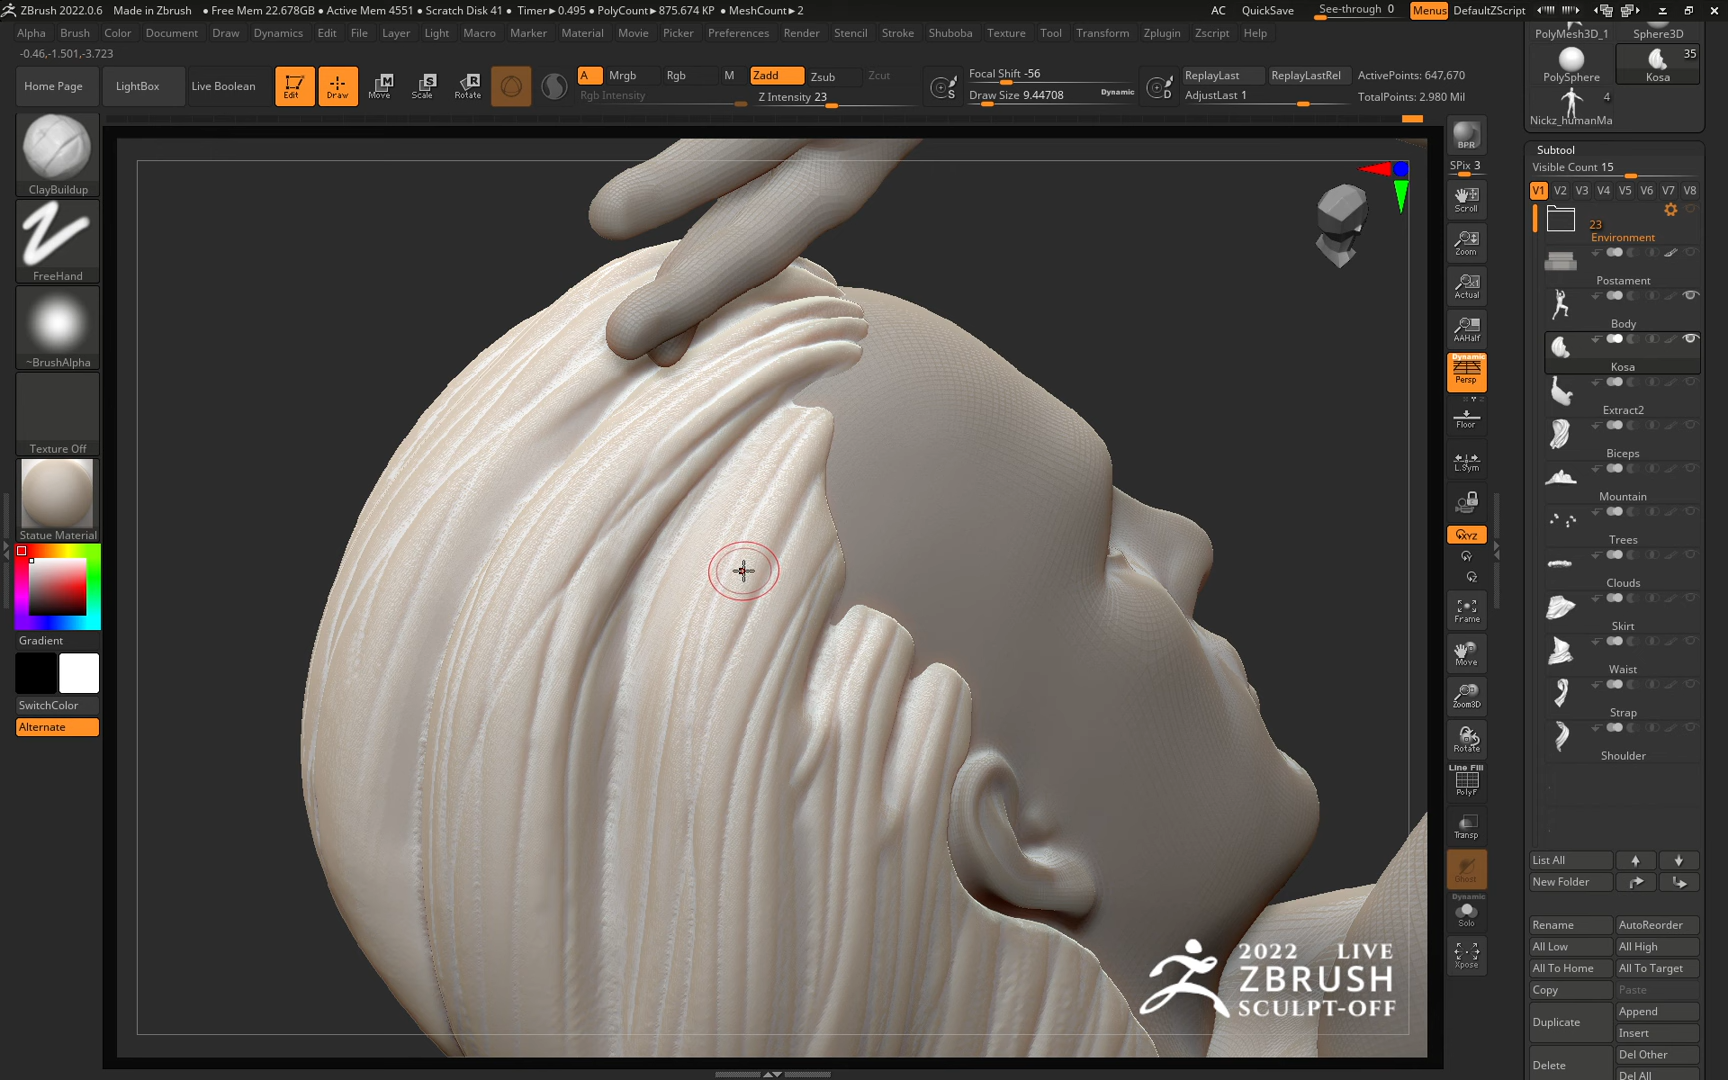 ZBrush 2022.0.6 Made in Zbrush • Free Mem 22.678GB • Active Mem 4551 • Scratch Disk 41 • Timer▸0.495 • PolyCount▸875.674 KP • MeshCount▸2 AC QuickSave See-through 0 Menus DefaultZScript
Alpha Brush Color Document Draw Dynamics Edit File Layer Light Macro Marker Material Movie Picker Preferences Render Stencil Stroke Shuboba Texture Tool Transform Zplugin Zscript Help
-0.46,-1.501,-3.723
Home Page LightBox Live Boolean Edit Draw Move Scale Rotate
A Mrgb Rgb M Zadd Zsub Zcut
Rgb Intensity Z Intensity 23
S Focal Shift -56
Draw Size 9.44708 Dynamic
D ReplayLast ReplayLastRel
AdjustLast 1
ActivePoints: 647,670
TotalPoints: 2.980 Mil
ClayBuildup
FreeHand
~BrushAlpha
Texture Off
Statue Material
Gradient
SwitchColor
Alternate
2022 LIVE
ZBRUSH
SCULPT-OFF
BPR
SPix 3
Scroll
Zoom
Actual
AAHalf
Dynamic
Persp
Floor
L.Sym
XYZ
Y
Z
Frame
Move
Zoom3D
Rotate
Line Fill
PolyF
Transp
Ghost
Dynamic
Solo
Xpose
PolyMesh3D_1 Sphere3D
PolySphere
35
Kosa
4
Nickz_humanMa
Subtool
Visible Count 15
V1 V2 V3 V4 V5 V6 V7 V8
23
Environment
Postament
Body
Kosa
Extract2
Biceps
Mountain
Trees
Clouds
Skirt
Waist
Strap
Shoulder
List All
New Folder
Rename AutoReorder
All Low All High
All To Home All To Target
Copy Paste
Duplicate Append
Insert
Delete Del Other
Del All